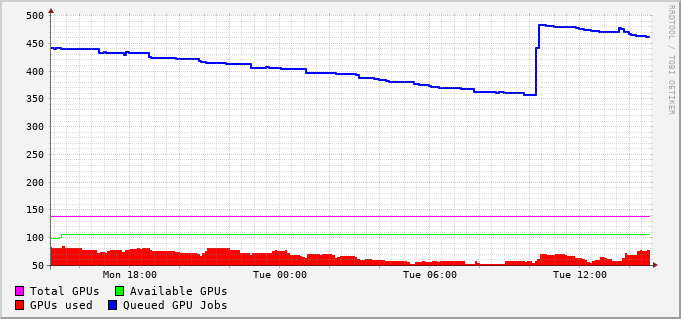 500
450
400
350
300
250
200
150
100
50
Mon 18:00 Tue 00:00 Tue 06:00 Tue 12:00
Total GPUs Available GPUs
GPUs used Queued GPU Jobs
RRDTOOL / TOBI OETIKER